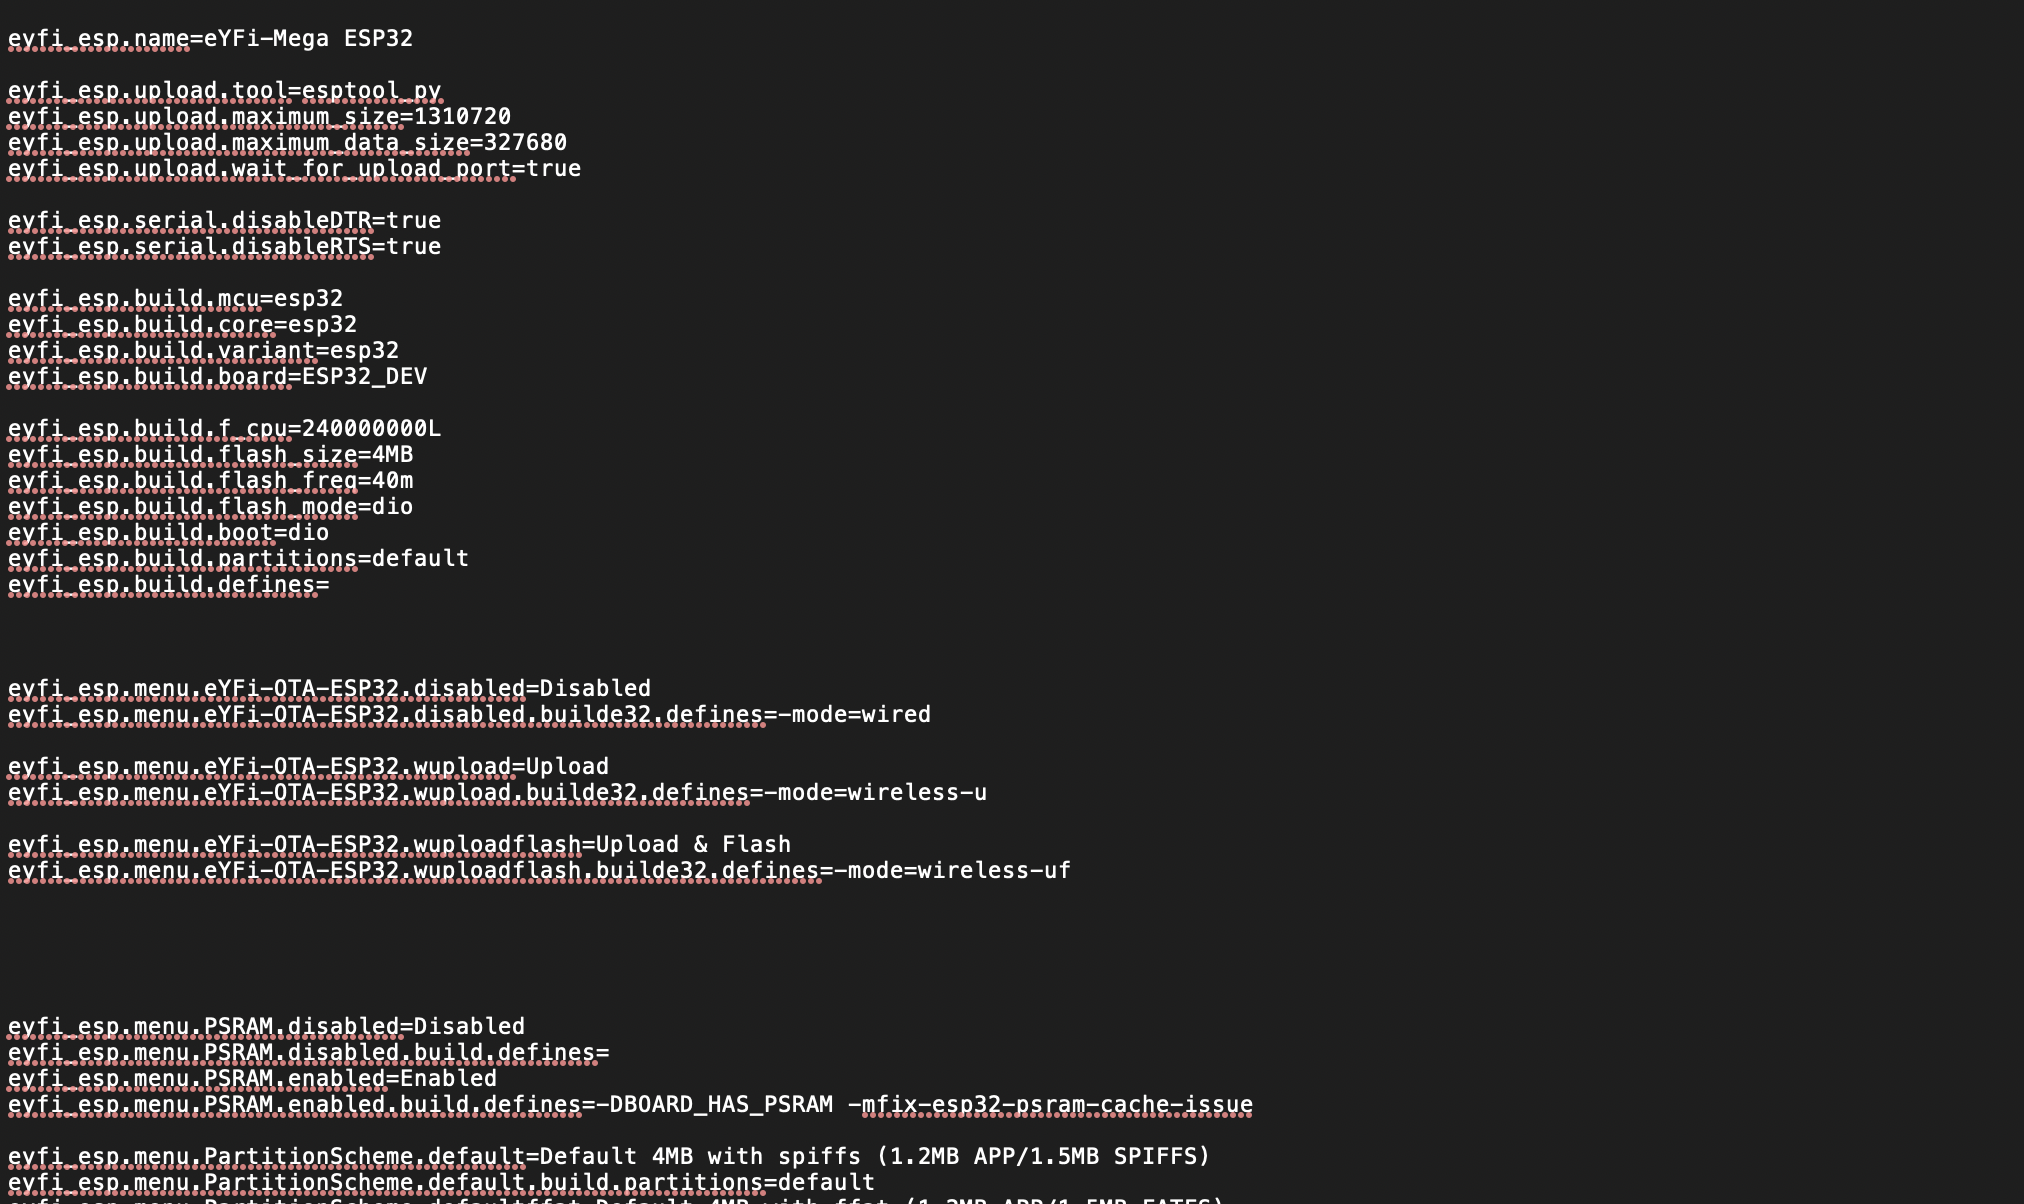 eyfi_esp.name=eYFi-Mega ESP32
eyfi_esp.upload.tool=esptool_py
eyfi_esp.upload.maximum_size=1310720
eyfi_esp.upload.maximum_data_size=327680
eyfi_esp.upload.wait_for_upload_port=true
eyfi_esp.serial.disableDTR=true
eyfi_esp.serial.disableRTS=true
eyfi_esp.build.mcu=esp32
eyfi_esp.build.core=esp32
eyfi_esp.build.variant=esp32
eyfi_esp.build.board=ESP32_DEV
eyfi_esp.build.f_cpu=240000000L
eyfi_esp.build.flash_size=4MB
eyfi_esp.build.flash_freq=40m
eyfi_esp.build.flash_mode=dio
eyfi_esp.build.boot=dio
eyfi_esp.build.partitions=default
eyfi_esp.build.defines=
eyfi_esp.menu.eYFi-OTA-ESP32.disabled=Disabled
eyfi_esp.menu.eYFi-OTA-ESP32.disabled.builde32.defines=-mode=wired
eyfi_esp.menu.eYFi-OTA-ESP32.wupload=Upload
eyfi_esp.menu.eYFi-OTA-ESP32.wupload.builde32.defines=-mode=wireless-u
eyfi_esp.menu.eYFi-OTA-ESP32.wuploadflash=Upload & Flash
eyfi_esp.menu.eYFi-OTA-ESP32.wuploadflash.builde32.defines=-mode=wireless-uf
eyfi_esp.menu.PSRAM.disabled=Disabled
eyfi_esp.menu.PSRAM.disabled.build.defines=
eyfi_esp.menu.PSRAM.enabled=Enabled
eyfi_esp.menu.PSRAM.enabled.build.defines=-DBOARD_HAS_PSRAM -mfix-esp32-psram-cache-issue
eyfi_esp.menu.PartitionScheme.default=Default 4MB with spiffs (1.2MB APP/1.5MB SPIFFS)
eyfi_esp.menu.PartitionScheme.default.build.partitions=default